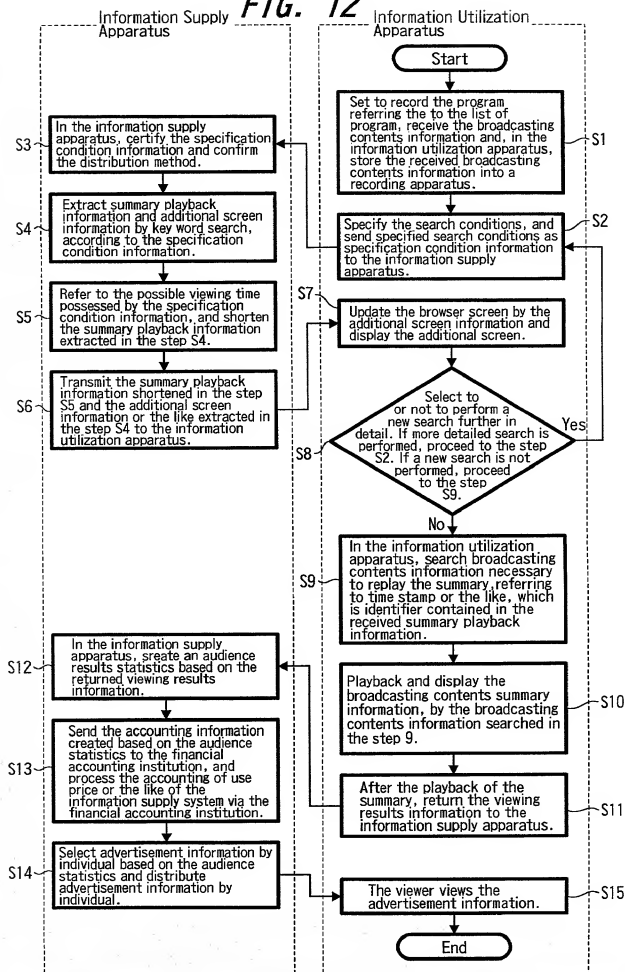 FIG. 12
Information Supply
Apparatus
Information Utilization
Apparatus
Start
Set to record the program
referring the to the list of
program, receive the broadcasting
contents information and, in the
information utilization apparatus,
store the received broadcasting
contents information into a
recording apparatus.
S1
Specify the search conditions, and
send specified search conditions as
specification condition information
to the information supply
apparatus.
S2
S3
In the information supply
apparatus, certify the specification
condition information and confirm
the distribution method.
S4
Extract summary playback
information and additional screen
information by key word search,
according to the specification
condition information.
S5
Refer to the possible viewing time
possessed by the specification
condition information, and shorten
the summary playback information
extracted in the step S4.
S6
Transmit the summary playback
information shortened in the step
S5 and the additional screen
information or the like extracted in
the step S4 to the information
utilization apparatus.
S7
Update the browser screen by the
additional screen information and
display the additional screen.
S8
Select to
or not to perform a
new search further in
detail. If more detailed search is
performed, proceed to the step
S2. If a new search is not
performed, proceed
to the step
S9.
Yes
No
S9
In the information utilization
apparatus, search broadcasting
contents information necessary
to replay the summary, referring
to time stamp or the like, which
is identifier contained in the
received summary playback
information.
Playback and display the
broadcasting contents summary
information, by the broadcasting
contents information searched in
the step 9.
S10
After the playback of the
summary, return the viewing
results information to the
information supply apparatus.
S11
S12
In the information supply
apparatus, create an audience
results statistics based on the
returned viewing results
information.
S13
Send the accounting information
created based on the audience
statistics to the financial
accounting institution, and
process the accounting of use
price or the like of the
information supply system via the
financial accounting institution.
S14
Select advertisement information by
individual based on the audience
statistics and distribute
advertisement information by
individual.
The viewer views the
advertisement information.
S15
End